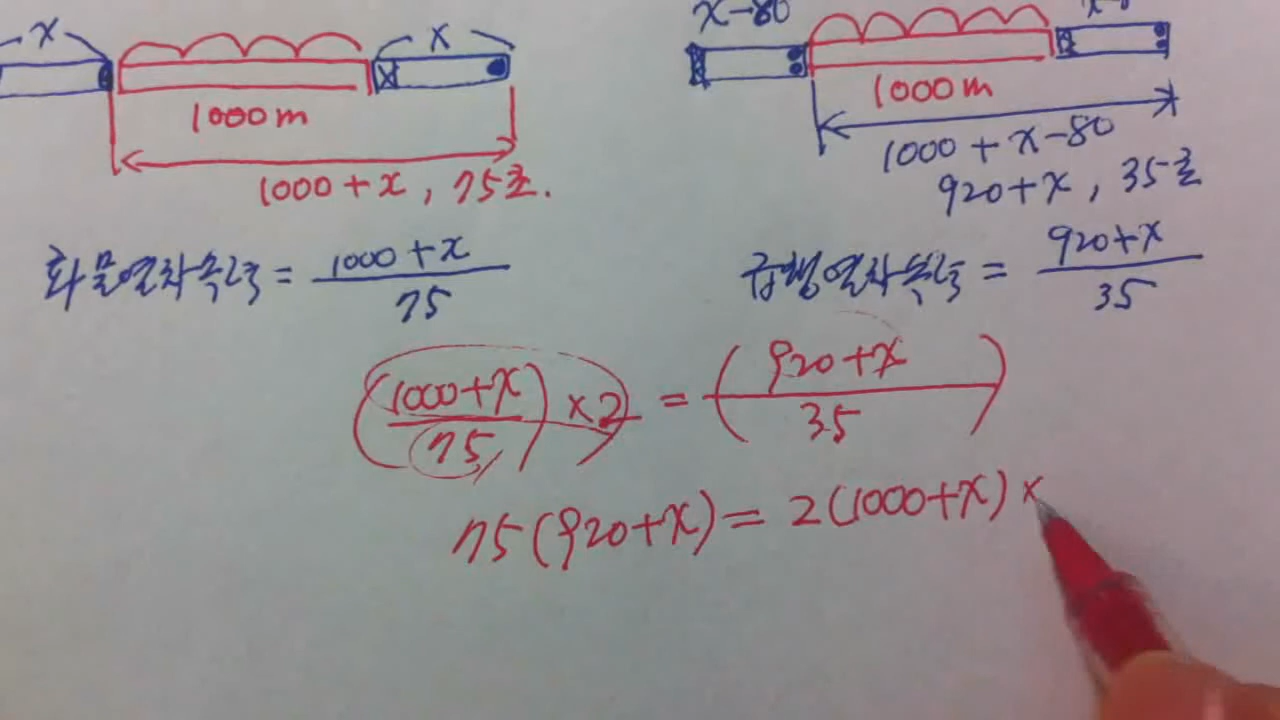 x
x
1000m
1000+x , 75초.
x-80
1000m
1000+x-80
920+x , 35초
화물열차속력 = (1000+x)/75
급행열차속력 = (920+x)/35
((1000+x)/75) ×2 = ((920+x)/35)
75(920+x) = 2(1000+x)×